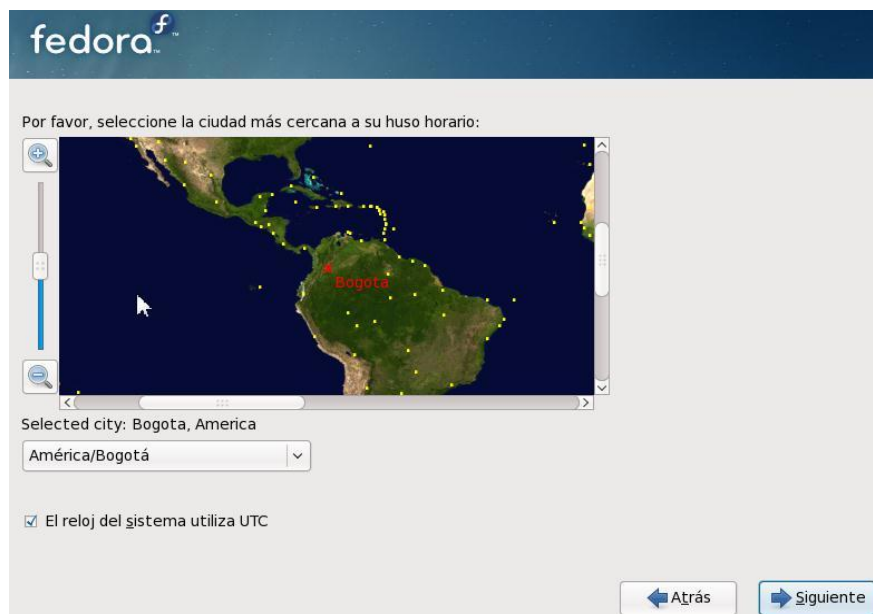 fedora™
Por favor, seleccione la ciudad más cercana a su huso horario:
Bogota
Selected city: Bogota, America
América/Bogotá
El reloj del sistema utiliza UTC
Atrás
Siguiente